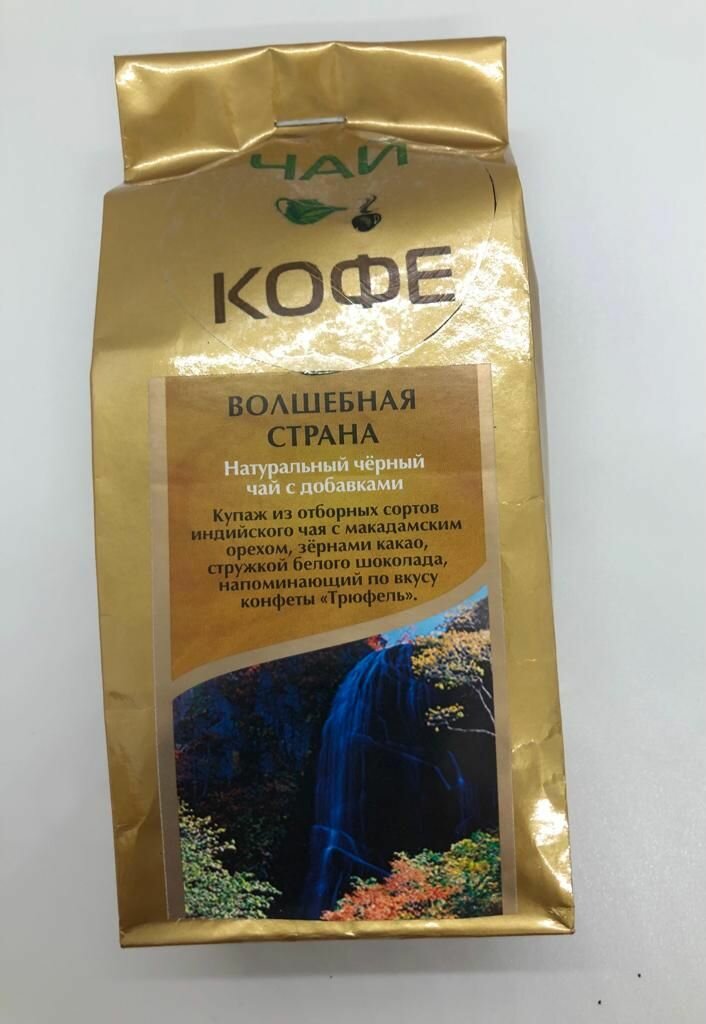 ЧАЙ
КОФЕ
ВОЛШЕБНАЯ
СТРАНА
Натуральный чёрный
чай с добавками
Купаж из отборных сортов
индийского чая с макадамским
орехом, зёрнами какао,
стружкой белого шоколада,
напоминающий по вкусу
конфеты «Трюфель».